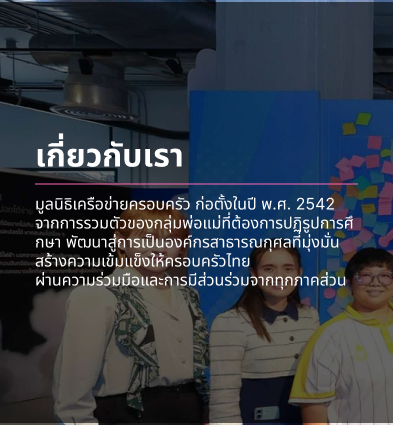 เกี่ยวกับเรา
มูลนิธิเครือข่ายครอบครัว ก่อตั้งในปี พ.ศ. 2542
จากการรวมตัวของกลุ่มพ่อแม่ที่ต้องการปฏิรูปการศึ
กษา พัฒนาสู่การเป็นองค์กรสาธารณกุศลที่มุ่งมั่น
สร้างความเข้มแข็งให้ครอบครัวไทย
ผ่านความร่วมมือและการมีส่วนร่วมจากทุกภาคส่วน